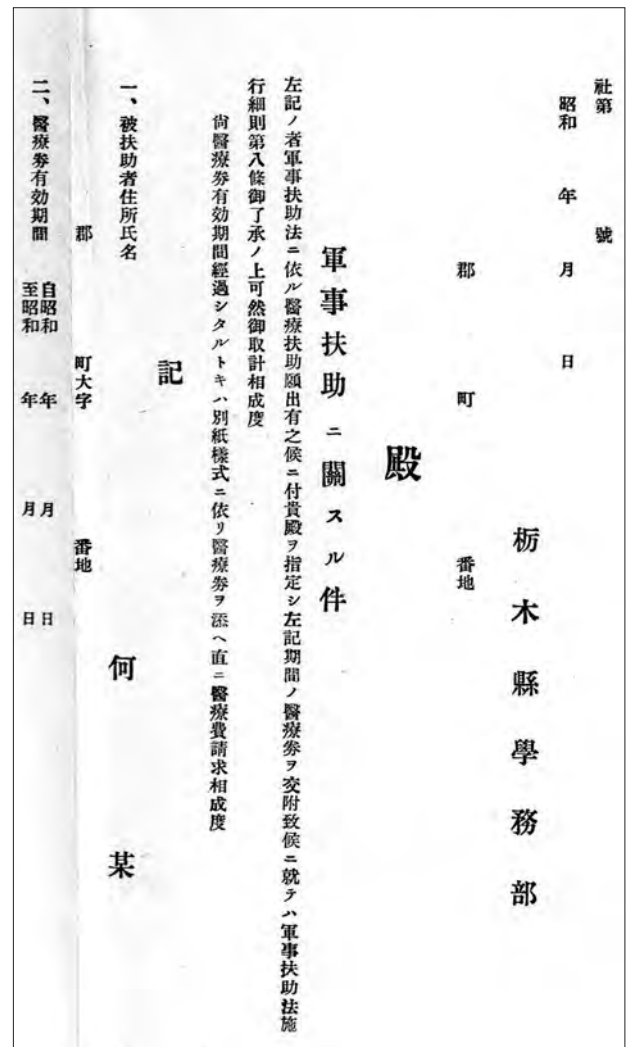 社第　　　號
昭和　　年　　月　　日
栃木縣學務部
郡　　町　　番地
殿
軍事扶助ニ關スル件
左記ノ者軍事扶助法ニ依ル醫療扶助願出有之候ニ付貴殿ヲ指定シ左記期間ノ醫療券ヲ交附致候ニ就テハ軍事扶助法施
行細則第八條御了承ノ上可然御取計相成度
尙醫療券有効期間經過シタルトキハ別紙樣式ニ依リ醫療券ヲ添ヘ直ニ醫療費請求相成度
記
一、被扶助者住所氏名
郡　　町大字　　番地
何某
二、醫療券有効期間
自昭和　　年　　月　　日
至昭和　　年　　月　　日